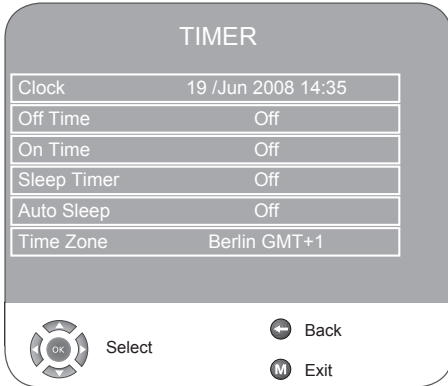 TIMER
Clock 19 /Jun 2008 14:35
Off Time Off
On Time Off
Sleep Timer Off
Auto Sleep Off
Time Zone Berlin GMT+1
OK Select
Back
M Exit